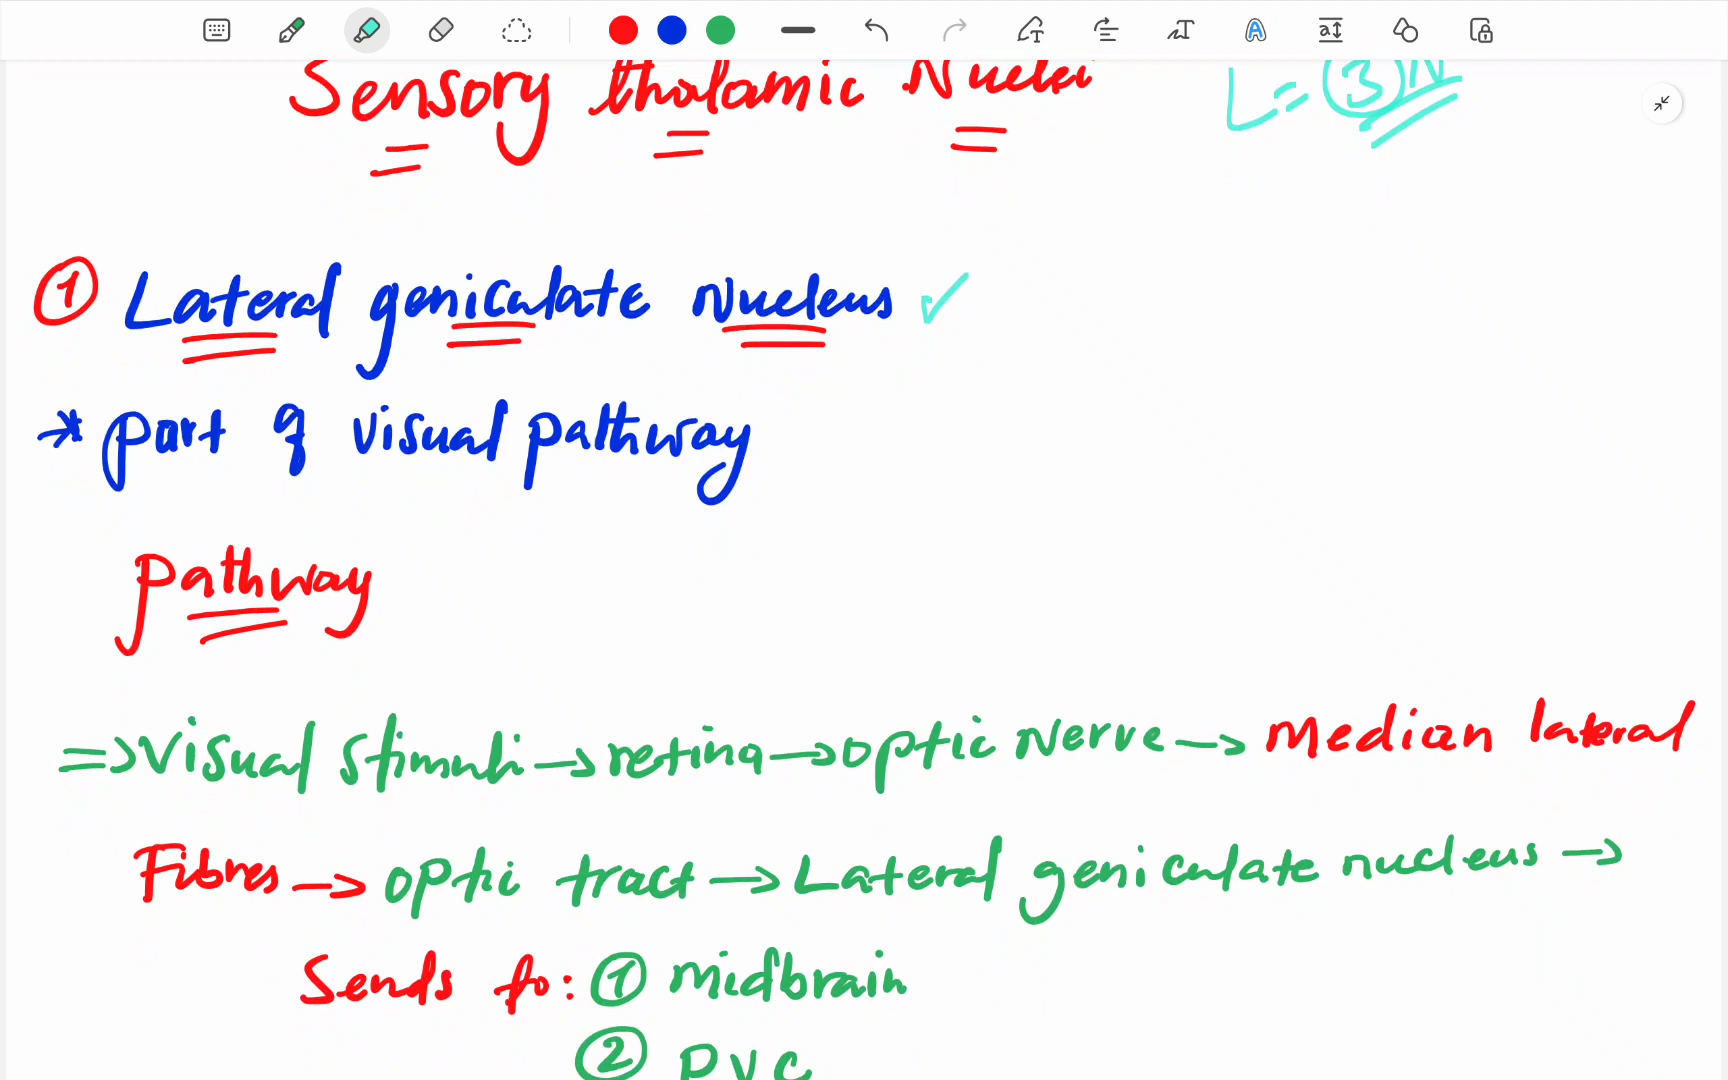 Sensory thalamic Nuclei
L = ③N
① Lateral geniculate Nucleus ✓
* part of visual pathway
pathway
=> visual stimuli → retina → optic nerve → median lateral
Fibres → optic tract → Lateral geniculate nucleus →
Sends to: ① midbrain
② PVC